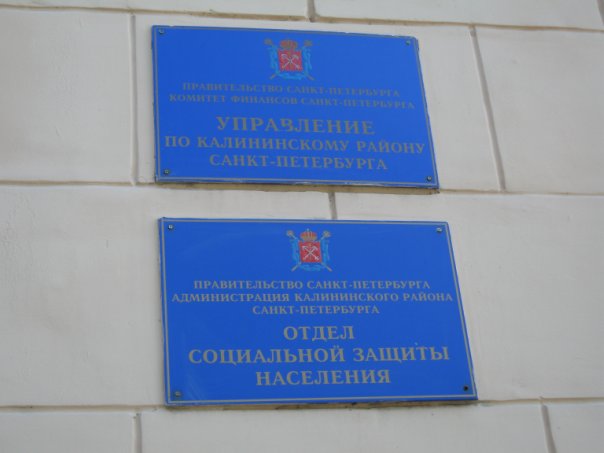 ПРАВИТЕЛЬСТВО САНКТ-ПЕТЕРБУРГА
КОМИТЕТ ФИНАНСОВ САНКТ-ПЕТЕРБУРГА
УПРАВЛЕНИЕ
ПО КАЛИНИНСКОМУ РАЙОНУ
САНКТ-ПЕТЕРБУРГА
ПРАВИТЕЛЬСТВО САНКТ-ПЕТЕРБУРГА
АДМИНИСТРАЦИЯ КАЛИНИНСКОГО РАЙОНА
САНКТ-ПЕТЕРБУРГА
ОТДЕЛ
СОЦИАЛЬНОЙ ЗАЩИТЫ
НАСЕЛЕНИЯ